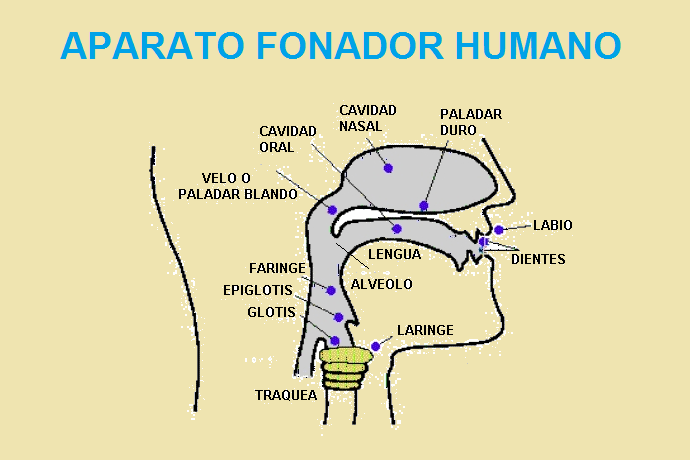 APARATO FONADOR HUMANO
CAVIDAD
NASAL
PALADAR
DURO
CAVIDAD
ORAL
VELO O
PALADAR BLANDO
LABIO
DIENTES
LENGUA
FARINGE
ALVEOLO
EPIGLOTIS
GLOTIS
LARINGE
TRAQUEA